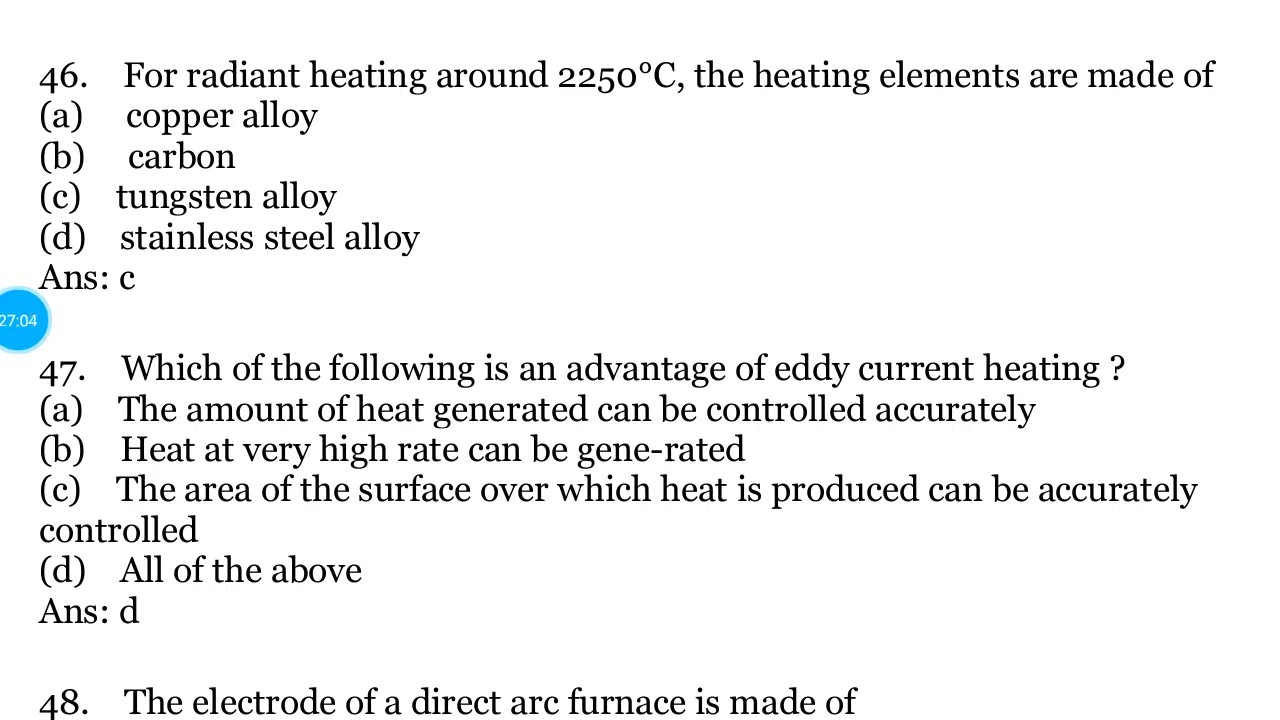 46. For radiant heating around 2250°C, the heating elements are made of
(a) copper alloy
(b) carbon
(c) tungsten alloy
(d) stainless steel alloy
Ans: c
27:04
47. Which of the following is an advantage of eddy current heating ?
(a) The amount of heat generated can be controlled accurately
(b) Heat at very high rate can be gene-rated
(c) The area of the surface over which heat is produced can be accurately
controlled
(d) All of the above
Ans: d
48. The electrode of a direct arc furnace is made of